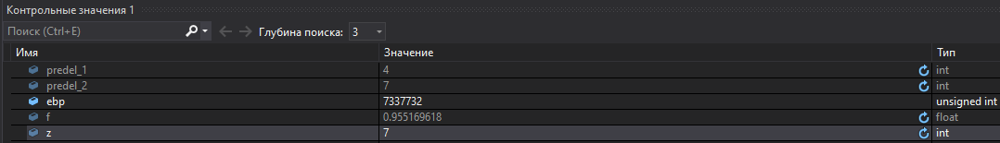 Контрольные значения 1
Поиск (Ctrl+E) Глубина поиска: 3
Имя Значение Тип
predel_1 4 int
predel_2 7 int
ebp 7337732 unsigned int
f 0.955169618 float
z 7 int